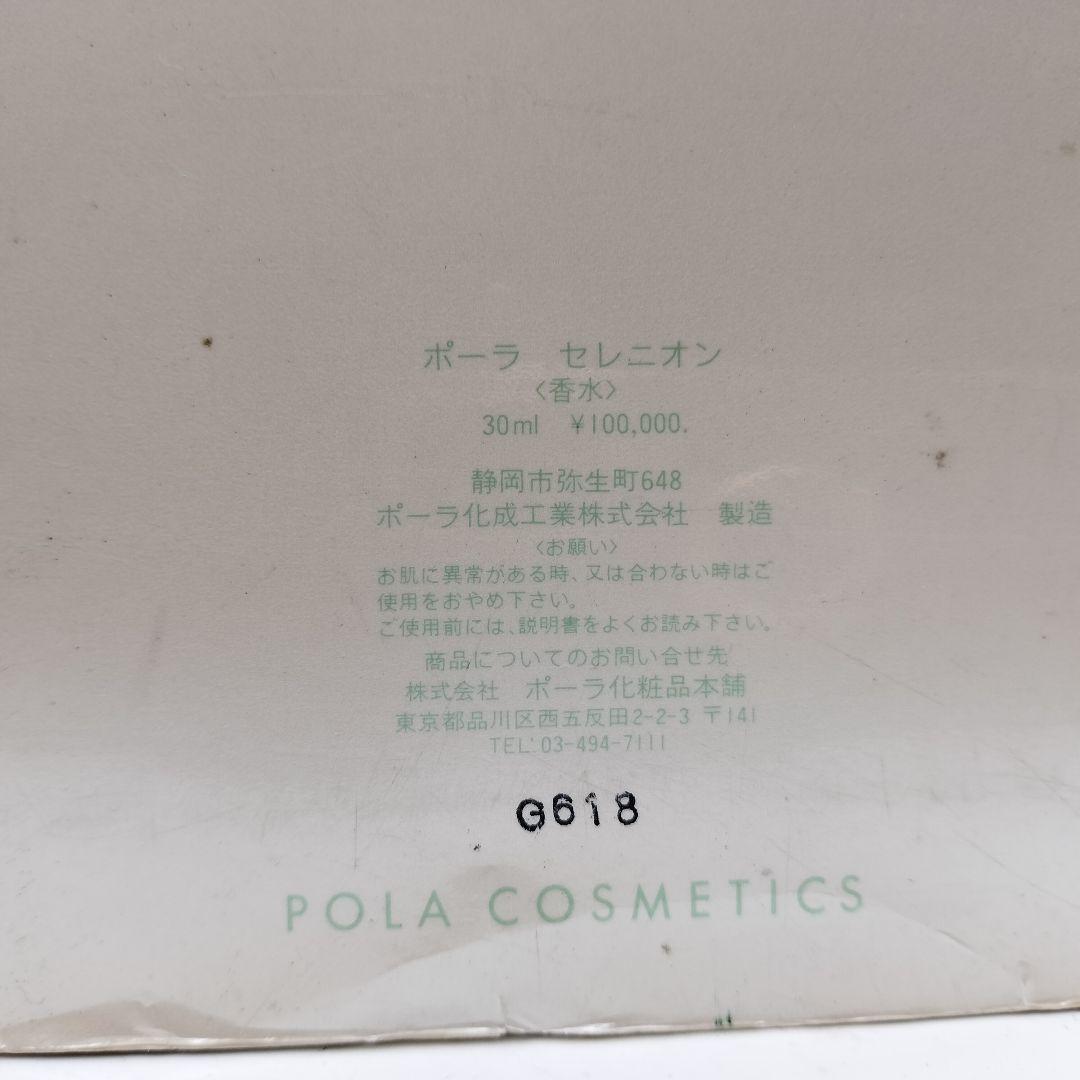 ポーラ　セレニオン
〈香水〉
30ml　¥100,000.
静岡市弥生町648
ポーラ化成工業株式会社　製造
〈お願い〉
お肌に異常がある時、又は合わない時はご
使用をおやめ下さい。
ご使用前には、説明書をよくお読み下さい。
商品についてのお問い合せ先
株式会社　ポーラ化粧品本舗
東京都品川区西五反田2-2-3 〒141
TEL:03-494-7111
G618
POLA COSMETICS